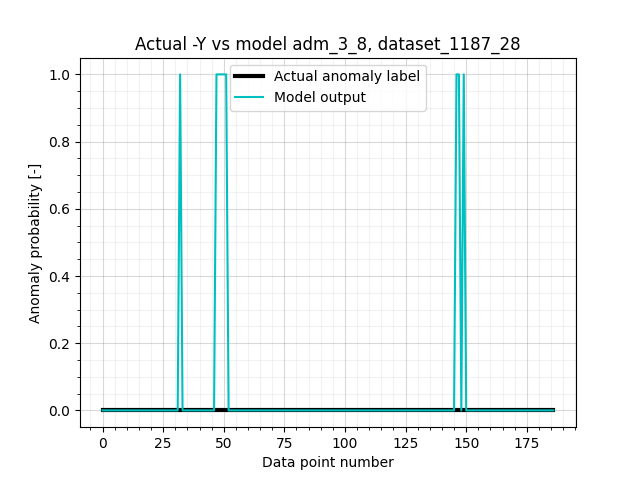 Actual -Y vs model adm_3_8, dataset_1187_28
Actual anomaly label
Model output
Anomaly probability [-]
1.0
0.8
0.6
0.4
0.2
0.0
0 25 50 75 100 125 150 175
Data point number